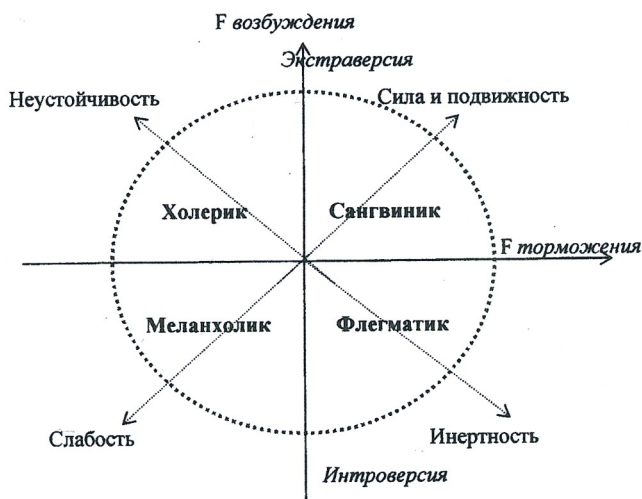 F возбуждения
Экстраверсия
Неустойчивость
Сила и подвижность
Холерик
Сангвиник
F торможения
Меланхолик
Флегматик
Слабость
Инертность
Интроверсия